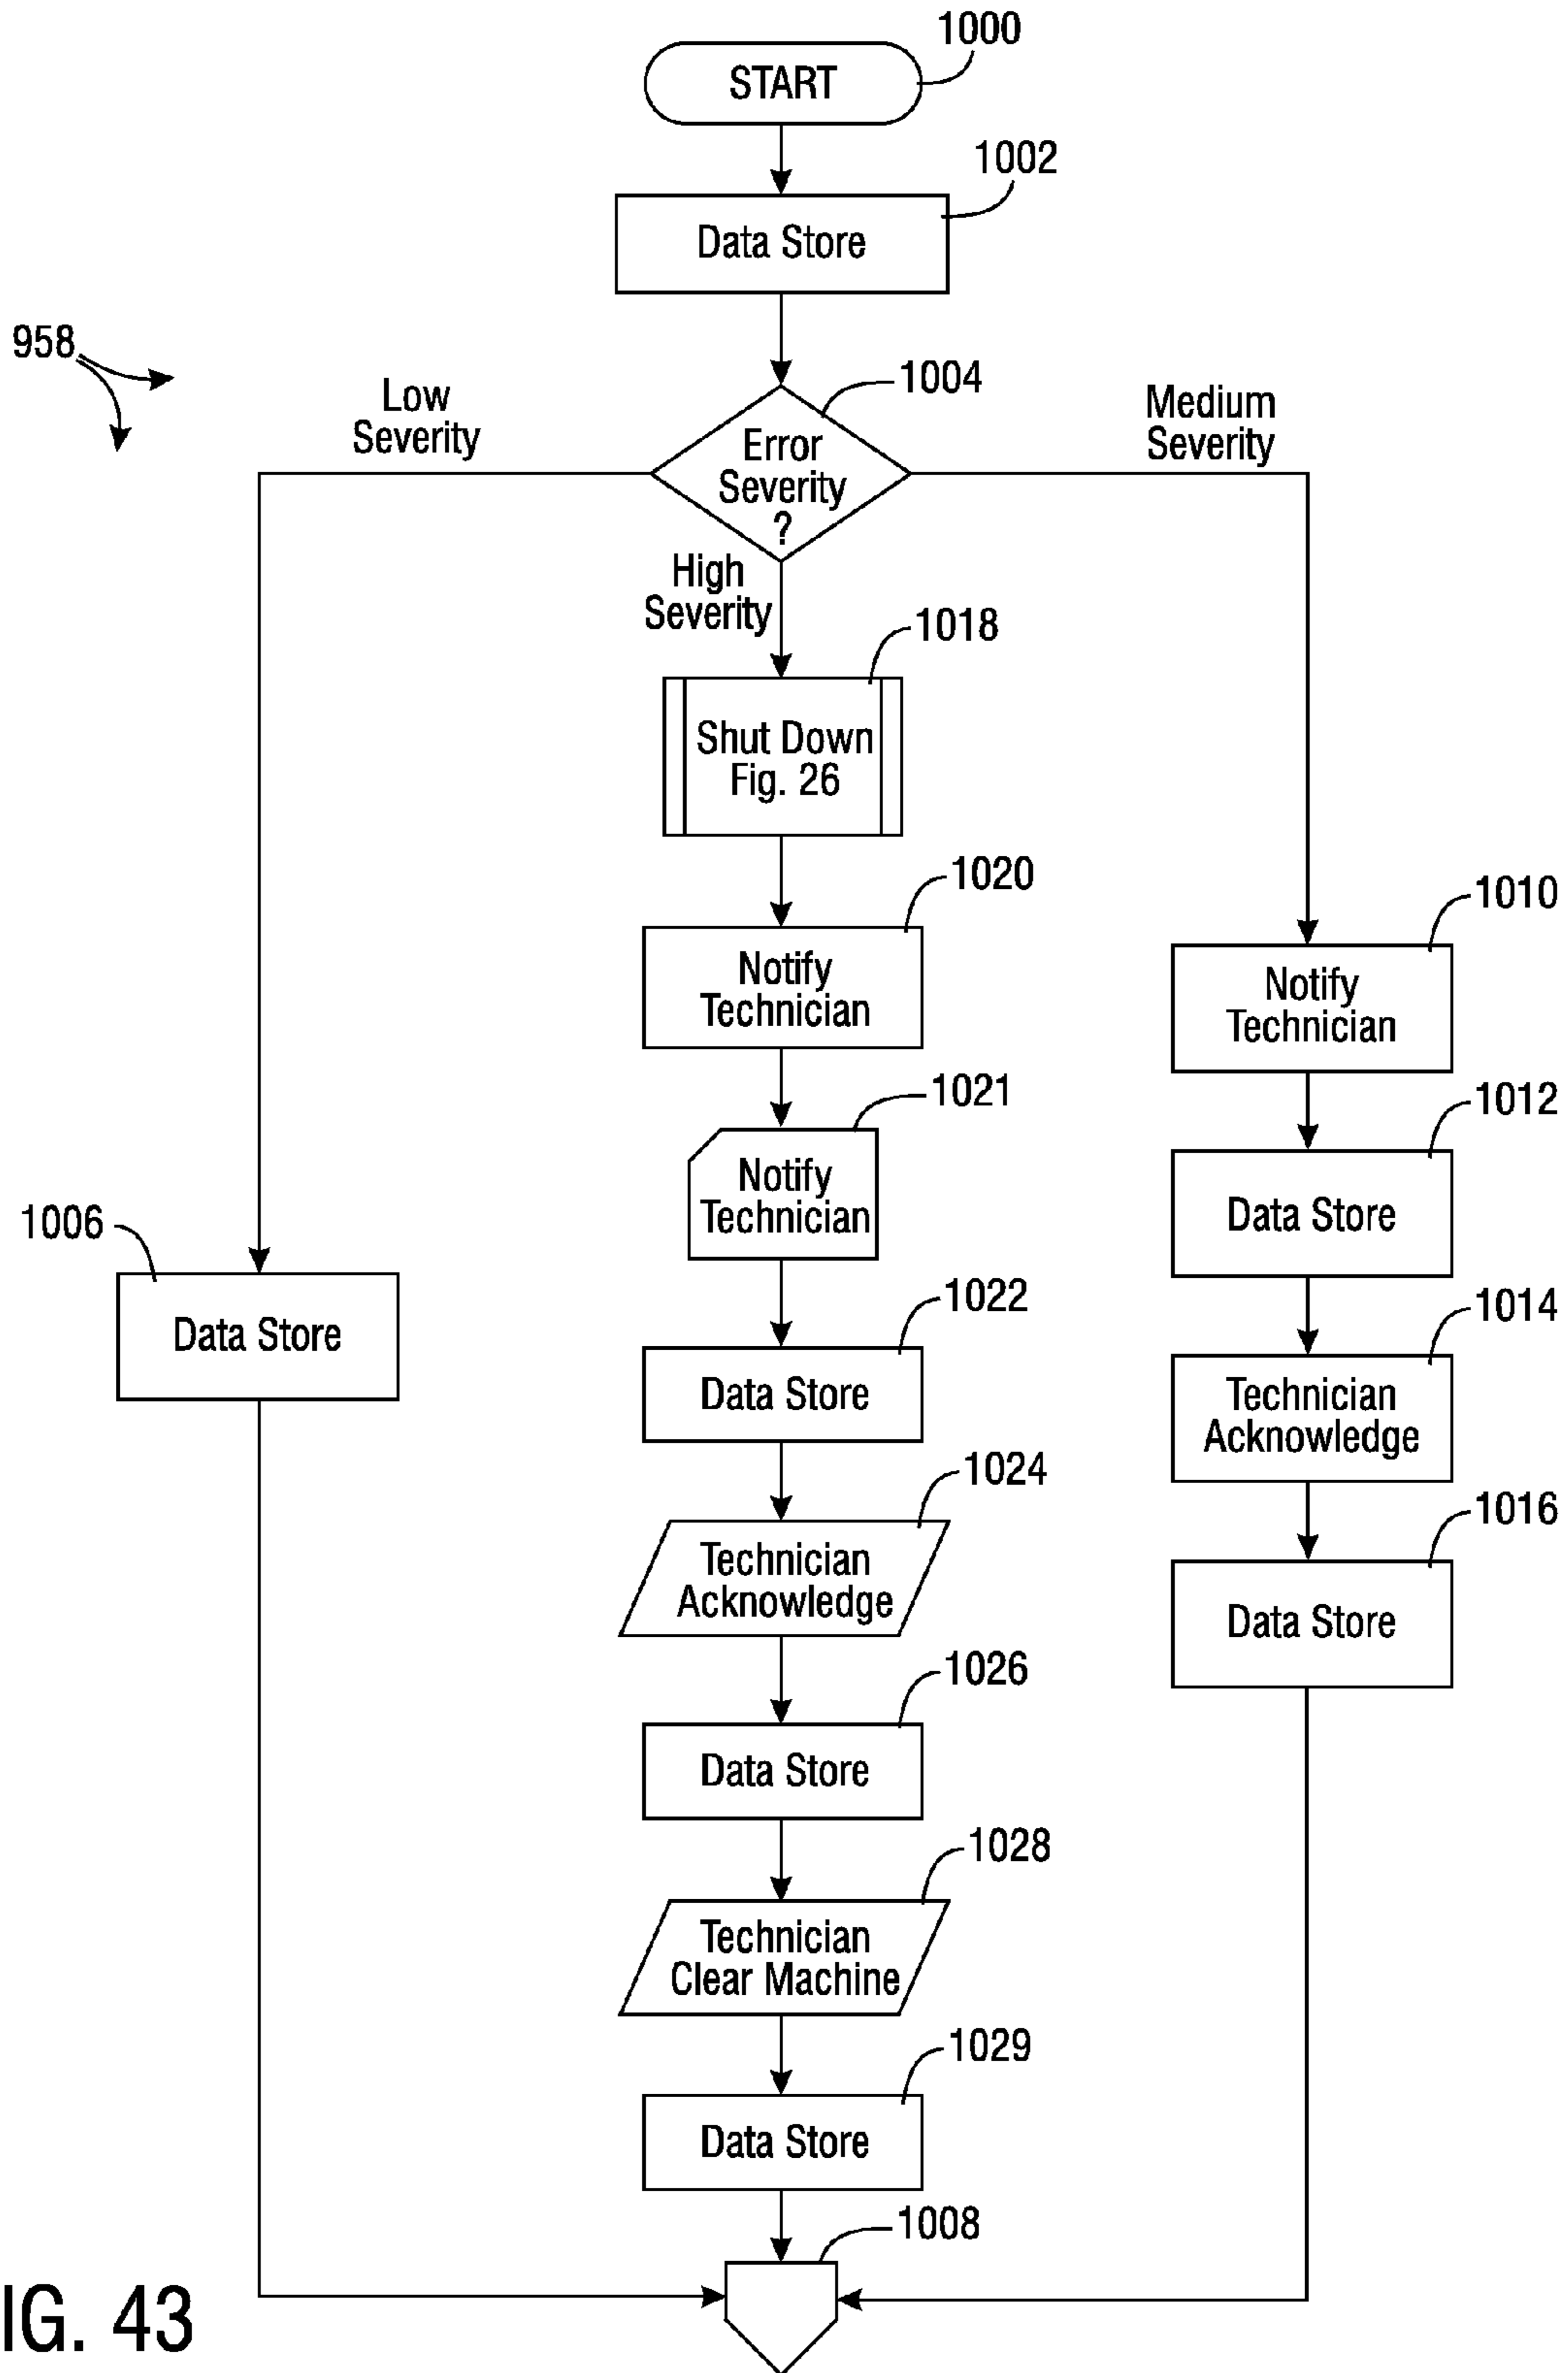 1000
START
1002
Data Store
958
1004
Low
Severity
Error
Severity
?
Medium
Severity
High
Severity
1018
Shut Down
Fig. 26
1020
Notify
Technician
1010
Notify
Technician
1021
Notify
Technician
1012
Data Store
1006
Data Store
1022
Data Store
1014
Technician
Acknowledge
1024
Technician
Acknowledge
1016
Data Store
1026
Data Store
1028
Technician
Clear Machine
1029
Data Store
1008
IG. 43